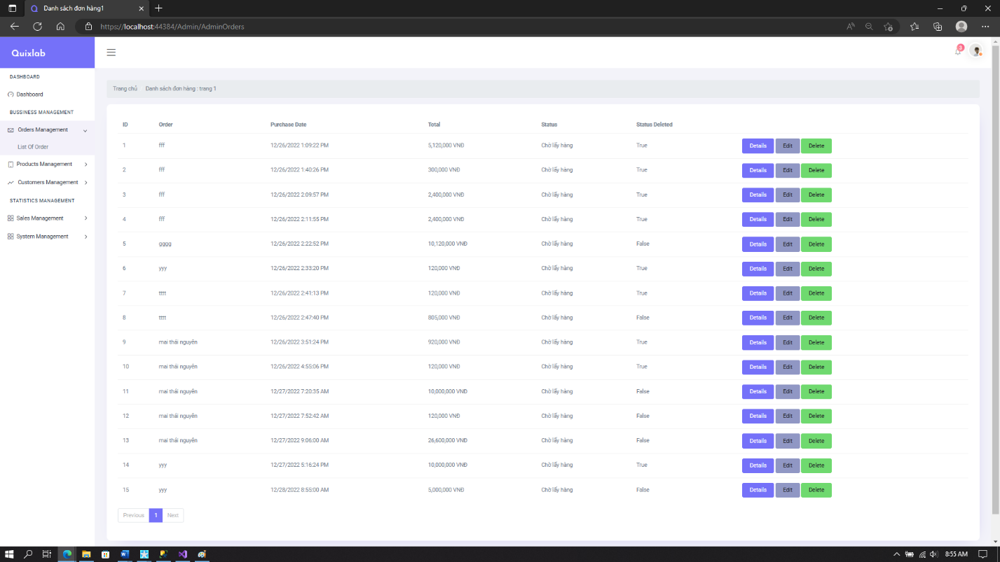 Danh sách đơn hàng1
https://localhost:44384/Admin/AdminOrders
Quixlab
3
DASHBOARD
Dashboard
BUSSINESS MANAGEMENT
Orders Management
List Of Order
Products Management
Customers Management
STATISTICS MANAGEMENT
Sales Management
System Management
Trang chủ Danh sách đơn hàng : trang 1
ID Order Purchase Date Total Status Status Deleted
1 fff 12/26/2022 1:09:22 PM 5,120,000 VNĐ Chờ lấy hàng True Details Edit Delete
2 fff 12/26/2022 1:40:26 PM 300,000 VNĐ Chờ lấy hàng True Details Edit Delete
3 fff 12/26/2022 2:09:57 PM 2,400,000 VNĐ Chờ lấy hàng True Details Edit Delete
4 fff 12/26/2022 2:11:55 PM 2,400,000 VNĐ Chờ lấy hàng True Details Edit Delete
5 gggg 12/26/2022 2:22:52 PM 10,120,000 VNĐ Chờ lấy hàng False Details Edit Delete
6 yyy 12/26/2022 2:33:20 PM 120,000 VNĐ Chờ lấy hàng True Details Edit Delete
7 tttt 12/26/2022 2:41:13 PM 120,000 VNĐ Chờ lấy hàng True Details Edit Delete
8 tttt 12/26/2022 2:47:40 PM 805,000 VNĐ Chờ lấy hàng False Details Edit Delete
9 mai thái nguyên 12/26/2022 3:51:24 PM 920,000 VNĐ Chờ lấy hàng True Details Edit Delete
10 mai thái nguyên 12/26/2022 4:55:06 PM 120,000 VNĐ Chờ lấy hàng True Details Edit Delete
11 mai thái nguyên 12/27/2022 7:20:35 AM 10,000,000 VNĐ Chờ lấy hàng False Details Edit Delete
12 mai thái nguyên 12/27/2022 7:52:42 AM 120,000 VNĐ Chờ lấy hàng False Details Edit Delete
13 mai thái nguyên 12/27/2022 9:06:00 AM 26,600,000 VNĐ Chờ lấy hàng False Details Edit Delete
14 yyy 12/27/2022 5:16:24 PM 10,000,000 VNĐ Chờ lấy hàng True Details Edit Delete
15 yyy 12/28/2022 8:55:00 AM 5,000,000 VNĐ Chờ lấy hàng False Details Edit Delete
Previous 1 Next
8:55 AM